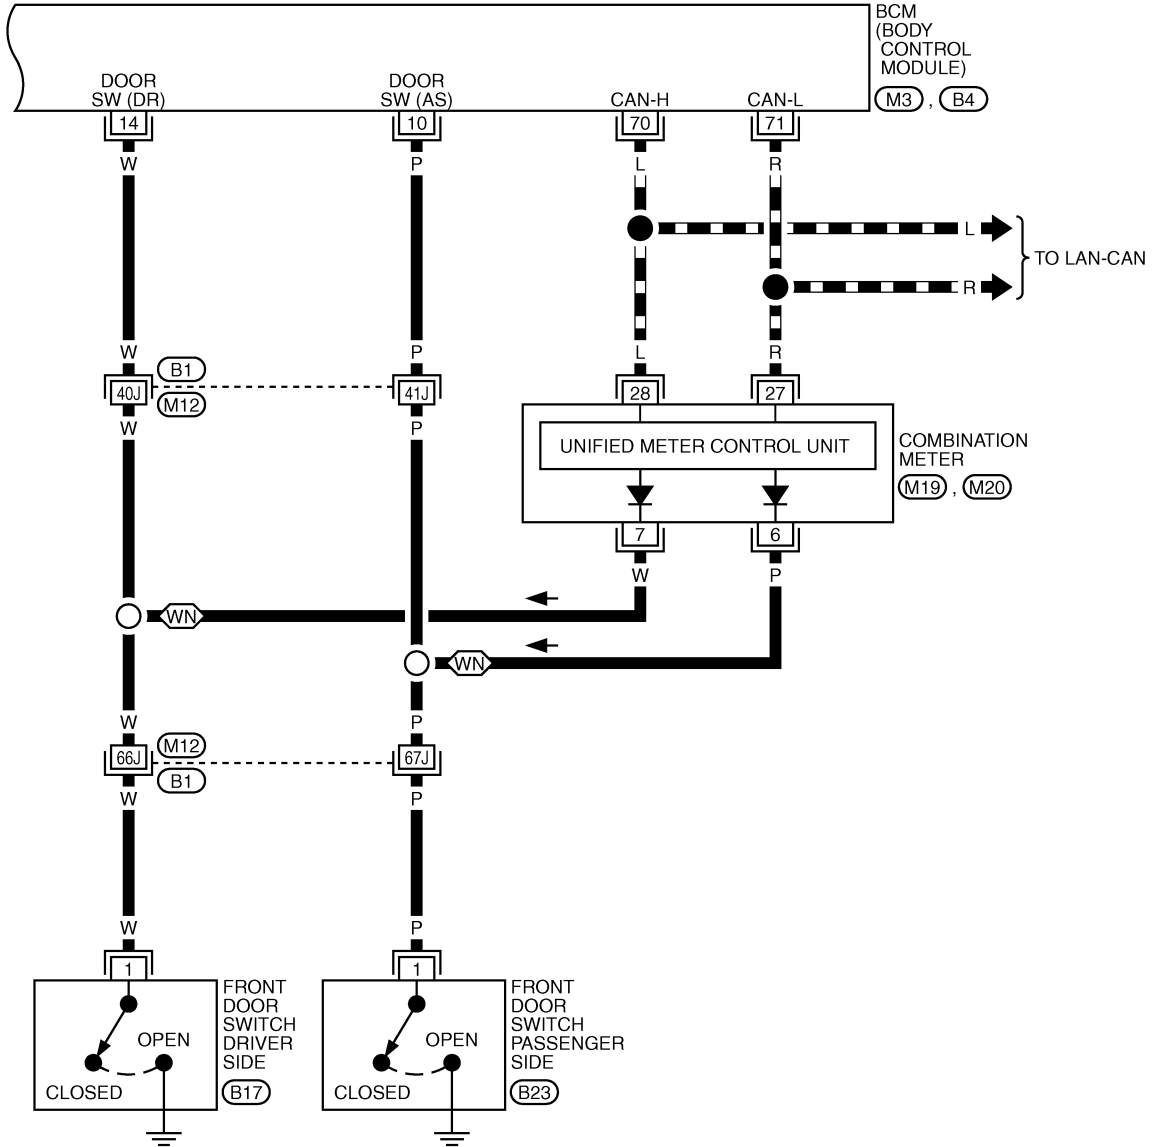 BCM
(BODY
CONTROL
MODULE)
M3 , B4
DOOR
SW (DR)
DOOR
SW (AS)
CAN-H
CAN-L
14
10
70
71
W
P
L
R
L
R
TO LAN-CAN
W
P
L
R
B1
40J
41J
28
27
M12
W
P
UNIFIED METER CONTROL UNIT
COMBINATION
METER
M19 , M20
7
6
W
P
WN
WN
W
P
M12
66J
67J
B1
W
P
W
P
1
1
FRONT
DOOR
SWITCH
DRIVER
SIDE
B17
OPEN
CLOSED
FRONT
DOOR
SWITCH
PASSENGER
SIDE
B23
OPEN
CLOSED